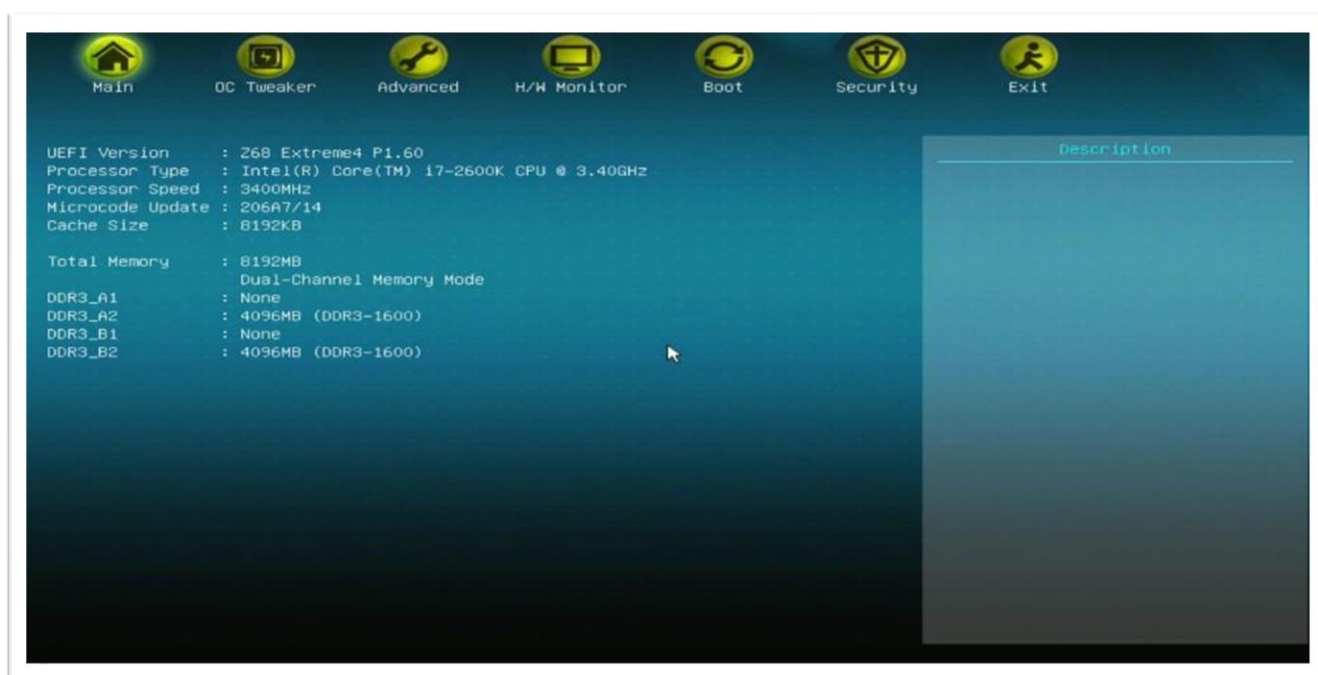 Main OC Tweaker Advanced H/W Monitor Boot Security Exit
UEFI Version : Z68 Extreme4 P1.60
Processor Type : Intel(R) Core(TM) i7-2600K CPU @ 3.40GHz
Processor Speed : 3400MHz
Microcode Update : 206A7/14
Cache Size : 8192KB
Total Memory : 8192MB
Dual-Channel Memory Mode
DDR3_A1 : None
DDR3_A2 : 4096MB (DDR3-1600)
DDR3_B1 : None
DDR3_B2 : 4096MB (DDR3-1600)
Description